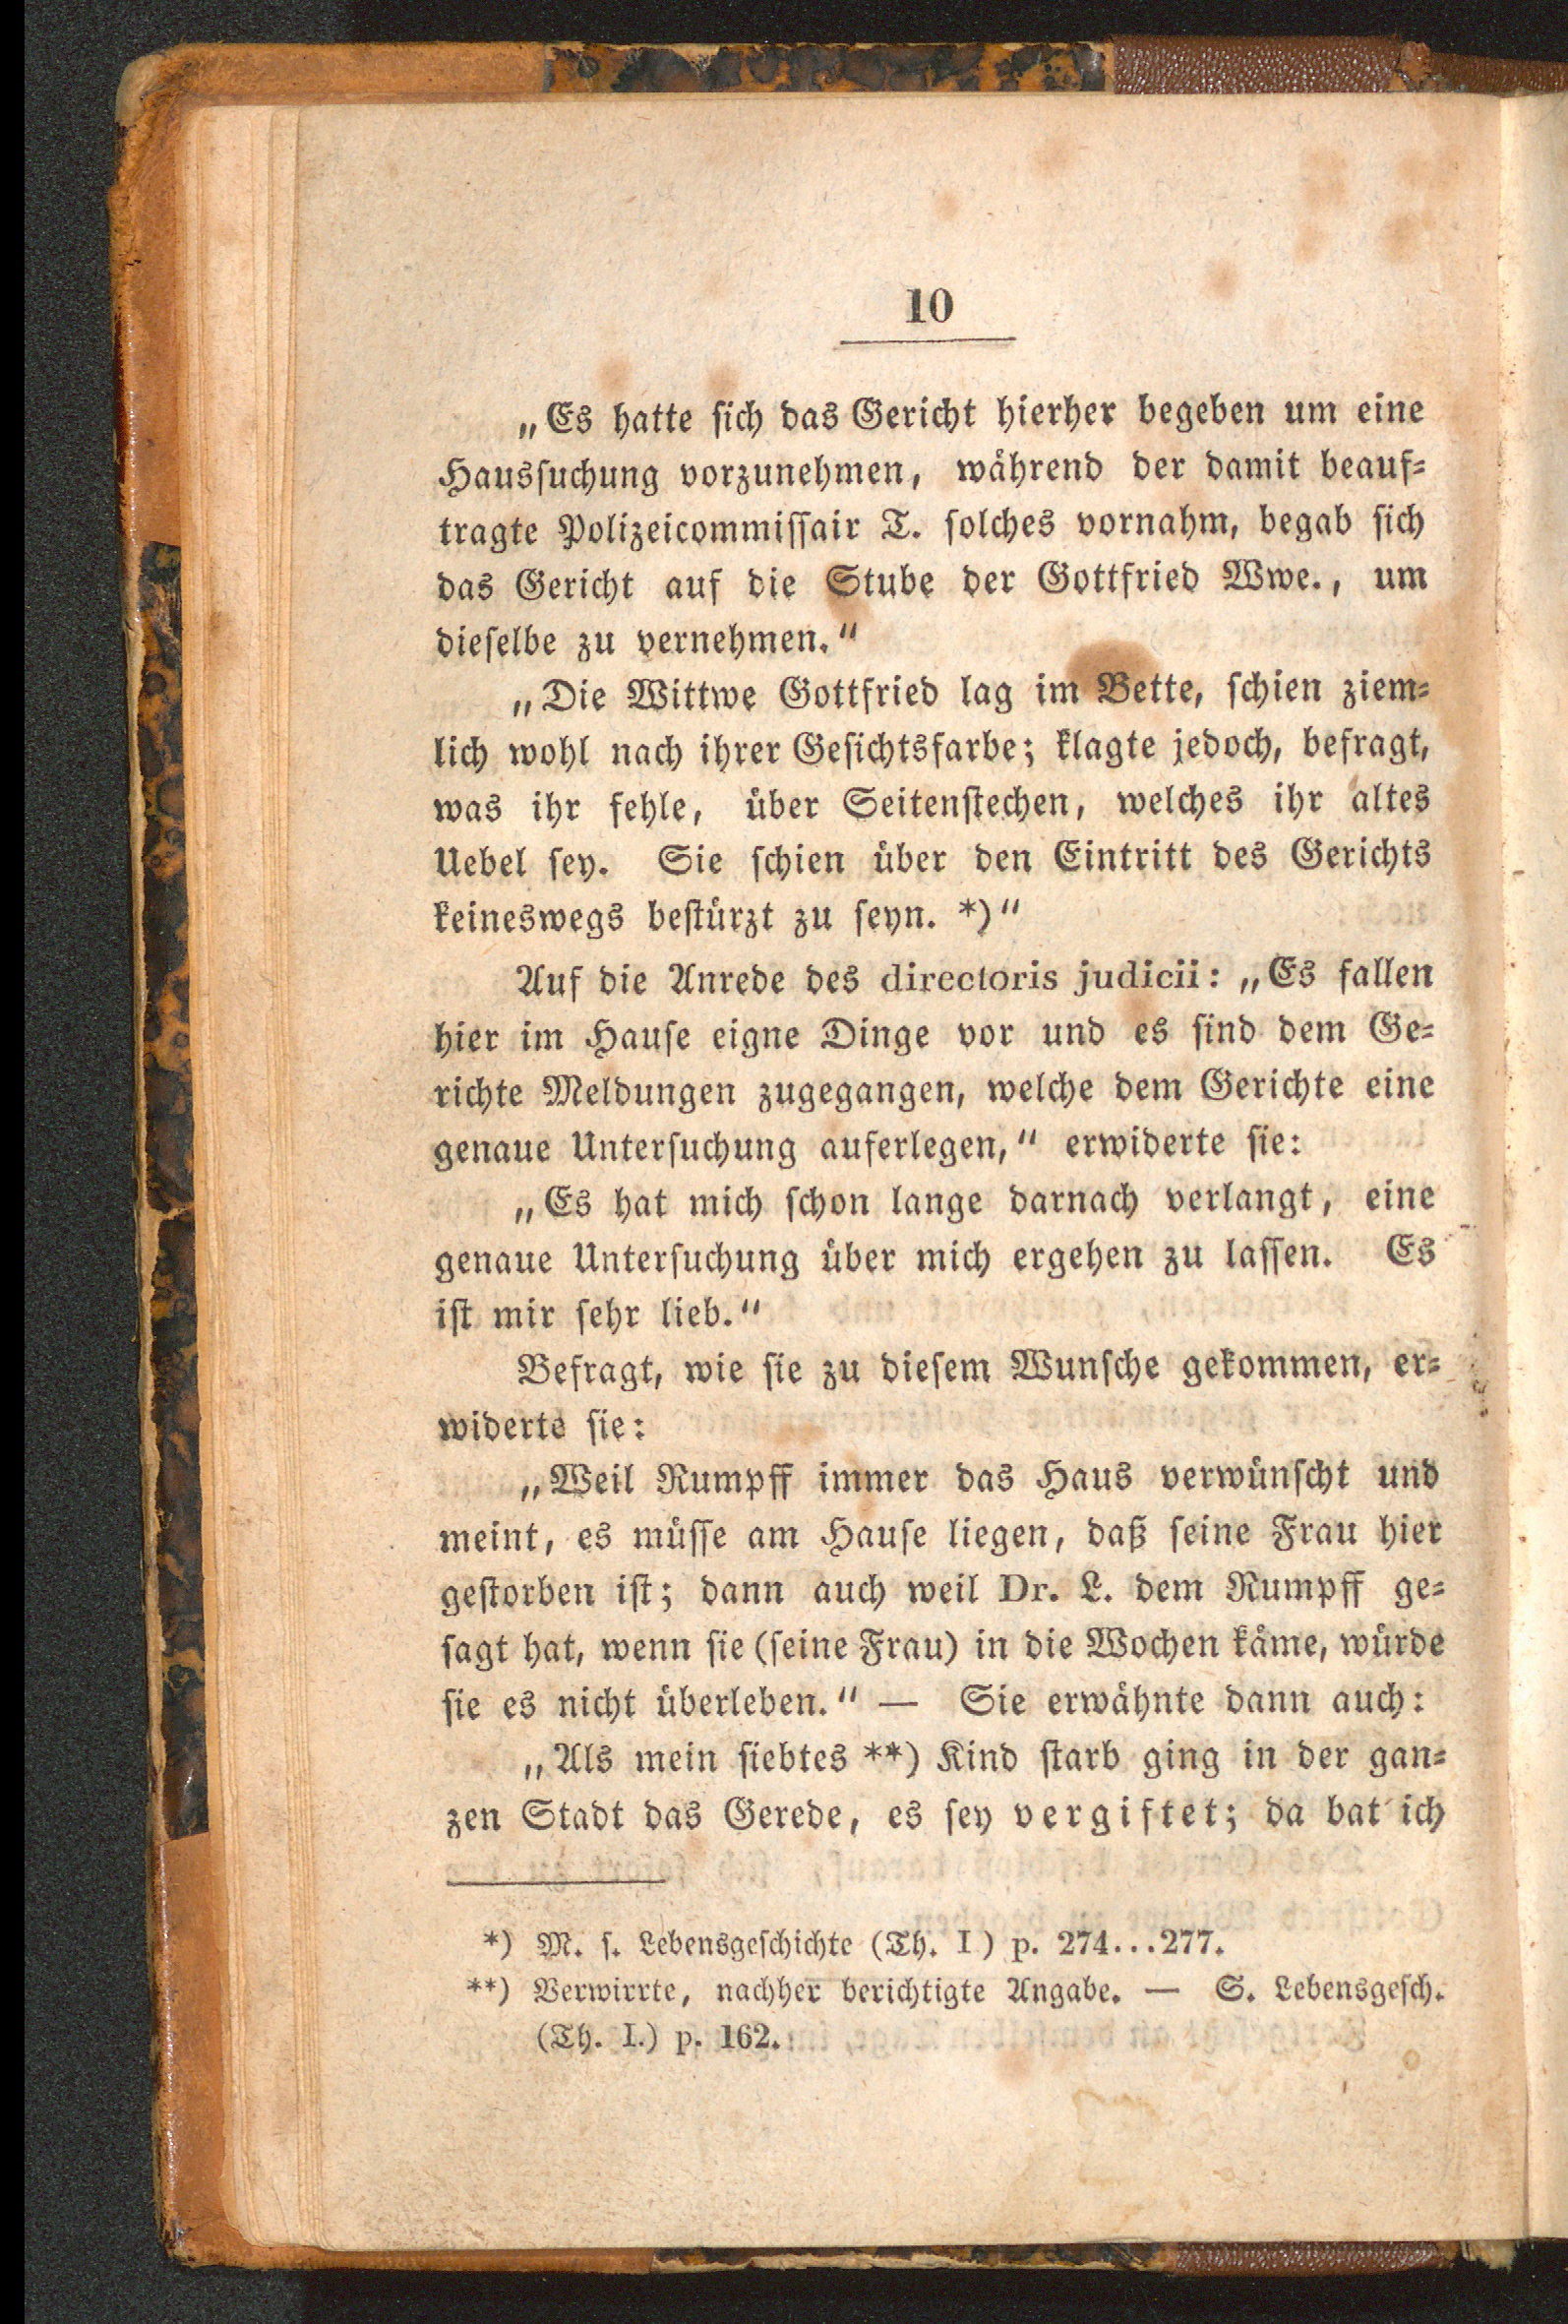 10
„Es hatte sich das Gericht hierher begeben um eine
Haussuchung vorzunehmen, während der damit beauf-
tragte Polizeicommissair T. solches vornahm, begab sich
das Gericht auf die Stube der Gottfried Wwe., um
dieselbe zu vernehmen.“
„Die Wittwe Gottfried lag im Bette, schien ziem-
lich wohl nach ihrer Gesichtsfarbe; klagte jedoch, befragt,
was ihr fehle, über Seitenstechen, welches ihr altes
Uebel sey. Sie schien über den Eintritt des Gerichts
keineswegs bestürzt zu seyn. *)“
Auf die Anrede des directoris judicii: „Es fallen
hier im Hause eigne Dinge vor und es sind dem Ge-
richte Meldungen zugegangen, welche dem Gerichte eine
genaue Untersuchung auferlegen,“ erwiderte sie:
„Es hat mich schon lange darnach verlangt, eine
genaue Untersuchung über mich ergehen zu lassen. Es
ist mir sehr lieb.“
Befragt, wie sie zu diesem Wunsche gekommen, er-
widerte sie:
„Weil Rumpff immer das Haus verwünscht und
meint, es müsse am Hause liegen, daß seine Frau hier
gestorben ist; dann auch weil Dr. L. dem Rumpff ge-
sagt hat, wenn sie (seine Frau) in die Wochen käme, würde
sie es nicht überleben.“ — Sie erwähnte dann auch:
„Als mein siebtes **) Kind starb ging in der gan-
zen Stadt das Gerede, es sey vergiftet; da bat ich
*) M. s. Lebensgeschichte (Th. I) p. 274...277.
**) Verwirrte, nachher berichtigte Angabe. — S. Lebensgesch.
(Th. I.) p. 162.